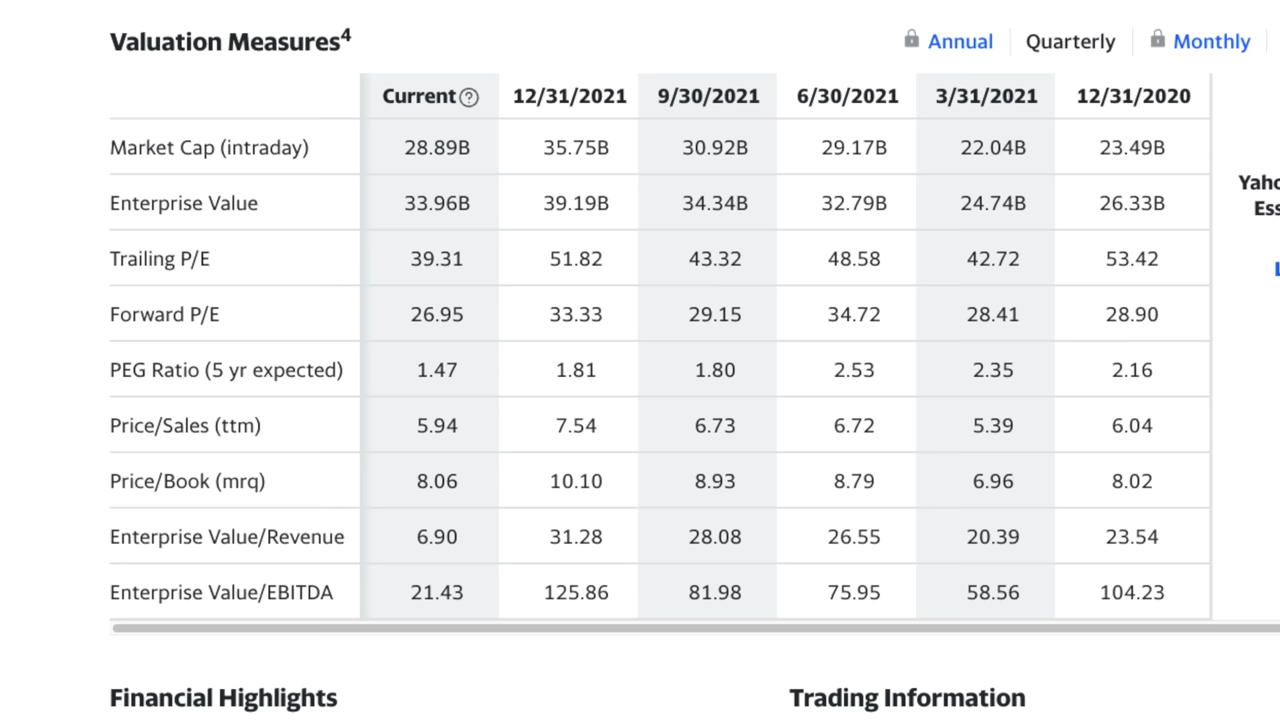 Valuation Measures4
Annual Quarterly Monthly
Current 12/31/2021 9/30/2021 6/30/2021 3/31/2021 12/31/2020
Market Cap (intraday) 28.89B 35.75B 30.92B 29.17B 22.04B 23.49B
Enterprise Value 33.96B 39.19B 34.34B 32.79B 24.74B 26.33B
Trailing P/E 39.31 51.82 43.32 48.58 42.72 53.42
Forward P/E 26.95 33.33 29.15 34.72 28.41 28.90
PEG Ratio (5 yr expected) 1.47 1.81 1.80 2.53 2.35 2.16
Price/Sales (ttm) 5.94 7.54 6.73 6.72 5.39 6.04
Price/Book (mrq) 8.06 10.10 8.93 8.79 6.96 8.02
Enterprise Value/Revenue 6.90 31.28 28.08 26.55 20.39 23.54
Enterprise Value/EBITDA 21.43 125.86 81.98 75.95 58.56 104.23
Financial Highlights Trading Information